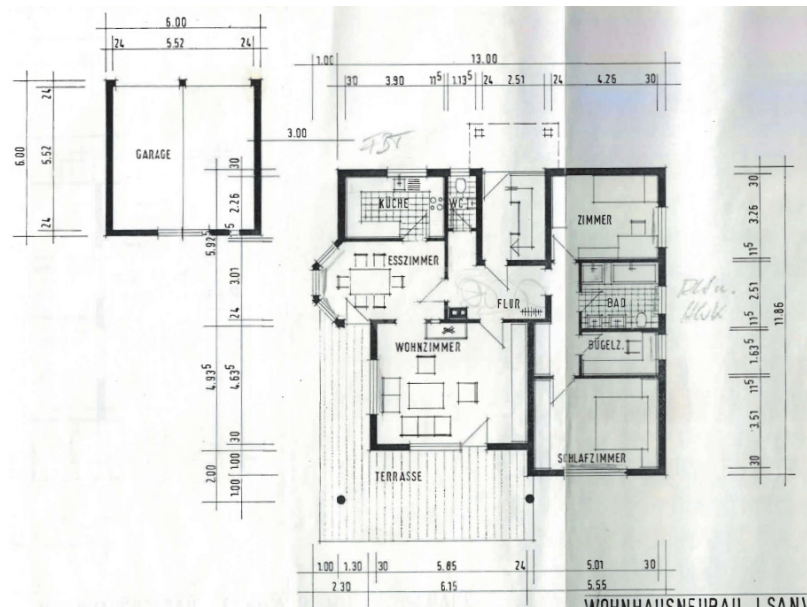 6.00
24 5.52 24
13.00
1.00
30 3.90 11⁵ 1.13⁵ 24 2.51 24 4.26 30
3.00
6.00
24
5.52
24
GARAGE
30
2.26
5.92⁵
3.01
24
4.93⁵
4.63⁵
30
2.00
1.00
1.00
KÜCHE
WC
ZIMMER
ESSZIMMER
FLUR
BAD
WOHNZIMMER
BÜGELZ.
SCHLAFZIMMER
TERRASSE
30
3.26
11⁵
2.51
11⁵
1.63⁵
11⁵
3.51
30
11.86
1.00 1.30 30 5.85 24 5.01 30
2.30 6.15 5.55
WOHNHAUSNEUBAU